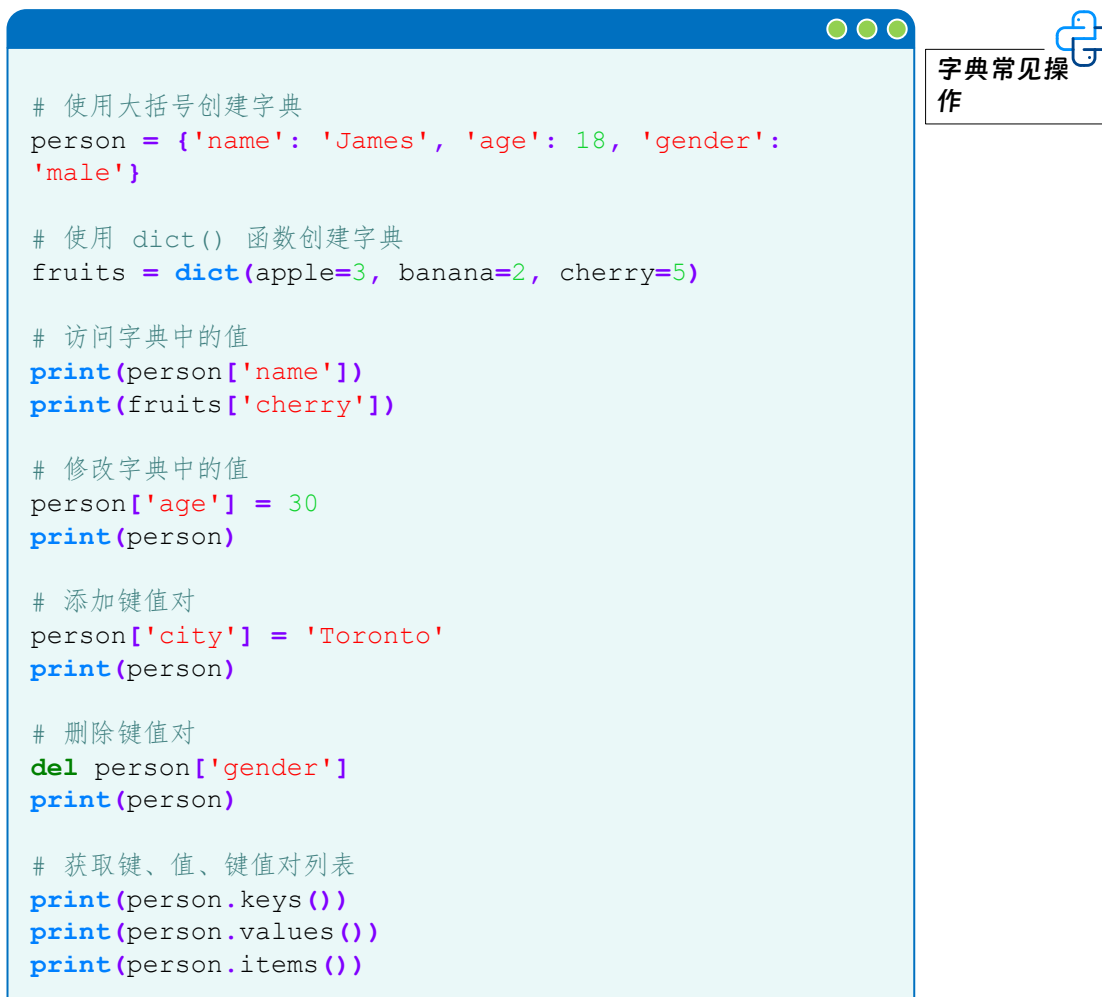 # 使用大括号创建字典
person = {'name': 'James', 'age': 18, 'gender':
'male'}
# 使用 dict() 函数创建字典
fruits = dict(apple=3, banana=2, cherry=5)
# 访问字典中的值
print(person['name'])
print(fruits['cherry'])
# 修改字典中的值
person['age'] = 30
print(person)
# 添加键值对
person['city'] = 'Toronto'
print(person)
# 删除键值对
del person['gender']
print(person)
# 获取键、值、键值对列表
print(person.keys())
print(person.values())
print(person.items())
字典常见操
作